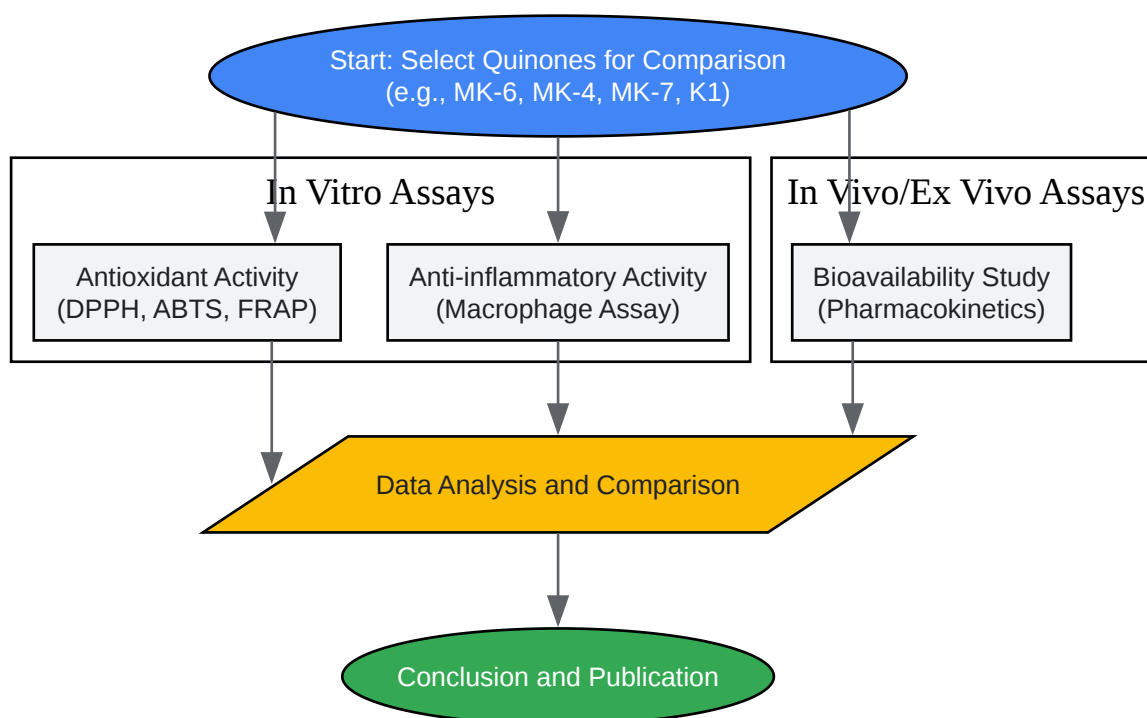 Start: Select Quinones for Comparison
(e.g., MK-6, MK-4, MK-7, K1)
In Vitro Assays
In Vivo/Ex Vivo Assays
Antioxidant Activity
(DPPH, ABTS, FRAP)
Anti-inflammatory Activity
(Macrophage Assay)
Bioavailability Study
(Pharmacokinetics)
Data Analysis and Comparison
Conclusion and Publication